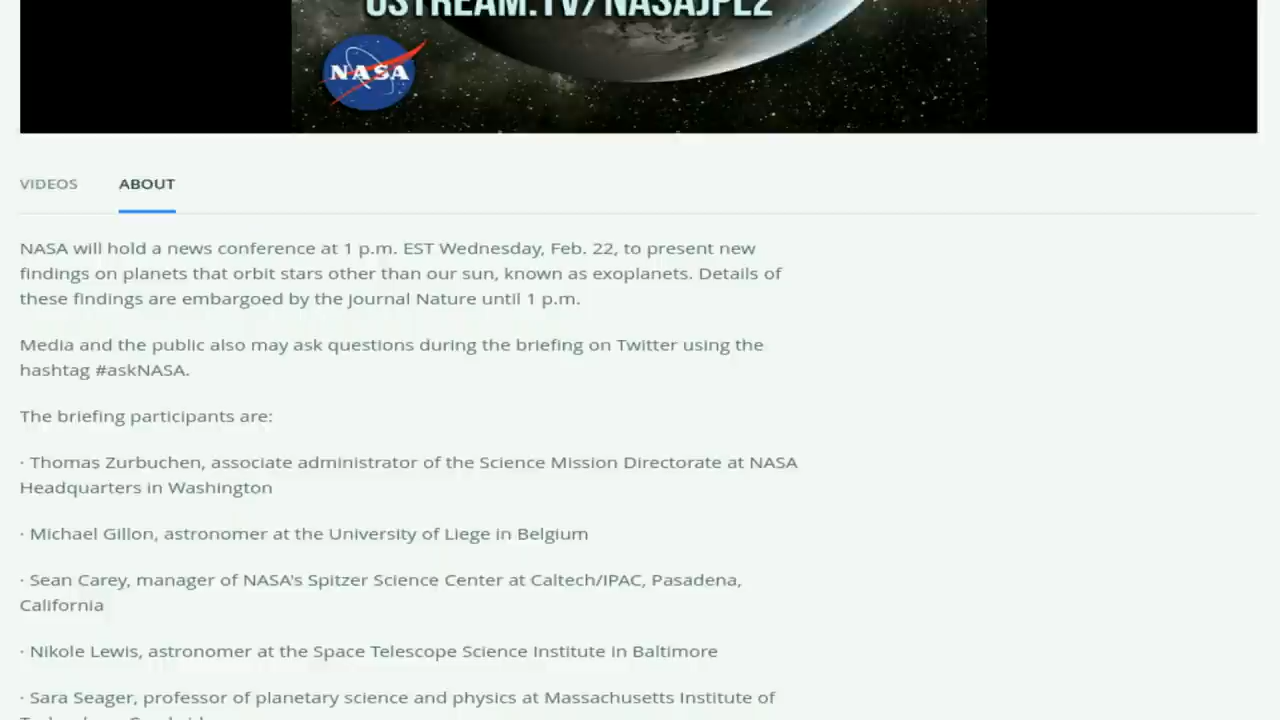 USTREAM.TV/NASAJPL2
NASA
VIDEOS ABOUT
NASA will hold a news conference at 1 p.m. EST Wednesday, Feb. 22, to present new
findings on planets that orbit stars other than our sun, known as exoplanets. Details of
these findings are embargoed by the journal Nature until 1 p.m.
Media and the public also may ask questions during the briefing on Twitter using the
hashtag #askNASA.
The briefing participants are:
· Thomas Zurbuchen, associate administrator of the Science Mission Directorate at NASA
Headquarters in Washington
· Michael Gillon, astronomer at the University of Liege in Belgium
· Sean Carey, manager of NASA's Spitzer Science Center at Caltech/IPAC, Pasadena,
California
· Nikole Lewis, astronomer at the Space Telescope Science Institute in Baltimore
· Sara Seager, professor of planetary science and physics at Massachusetts Institute of